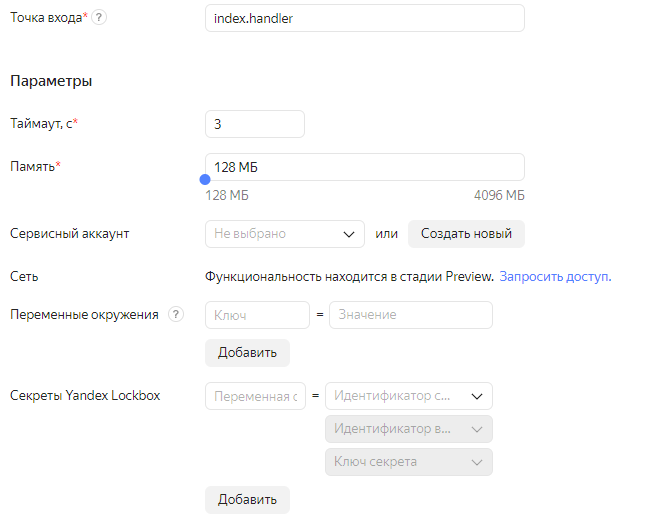 Точка входа* ?
index.handler
Параметры
Таймаут, с*
3
Память*
128 МБ
128 МБ 4096 МБ
Сервисный аккаунт
Не выбрано или Создать новый
Сеть
Функциональность находится в стадии Preview. Запросить доступ.
Переменные окружения ?
Ключ = Значение
Добавить
Секреты Yandex Lockbox
Переменная с = Идентификатор с...
Идентификатор в...
Ключ секрета
Добавить